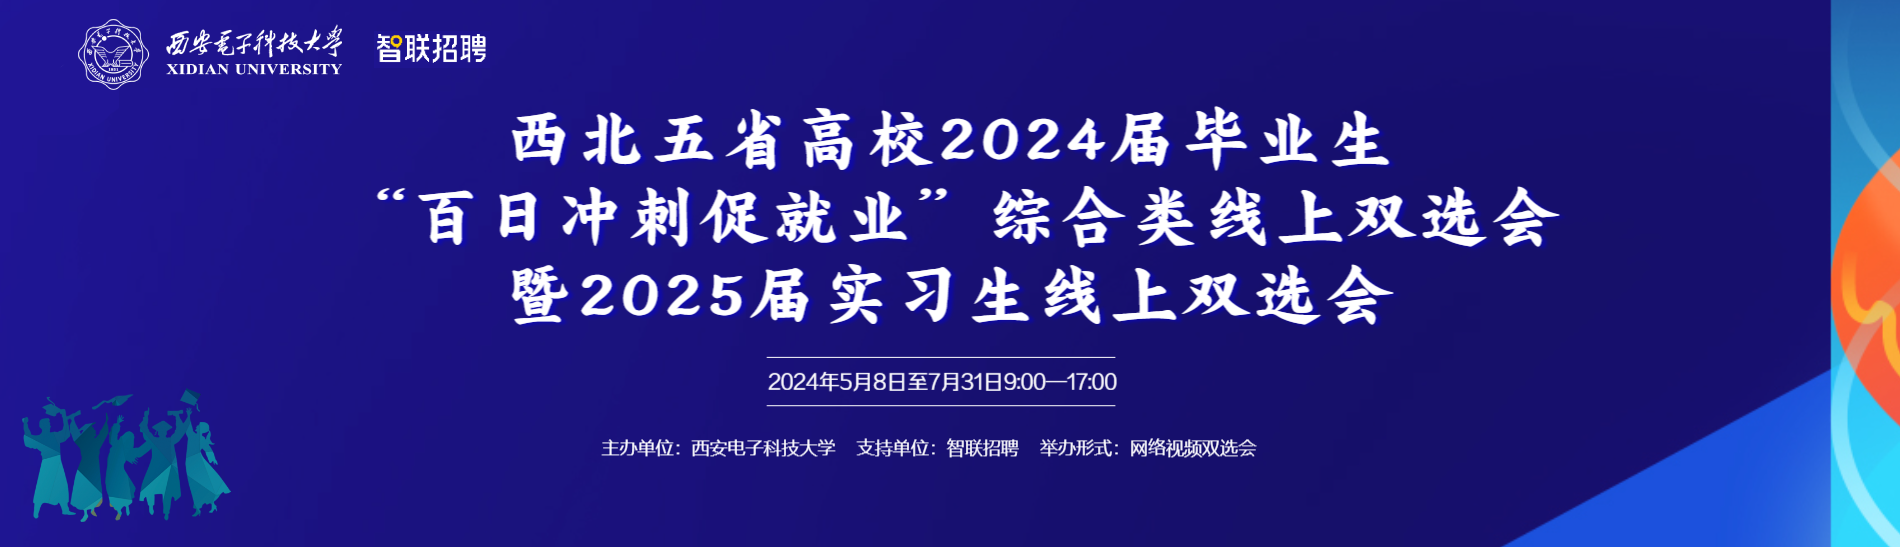 西安电子科技大学 智联招聘
XIDIAN UNIVERSITY
西北五省高校2024届毕业生
“百日冲刺促就业”综合类线上双选会
暨2025届实习生线上双选会
2024年5月8日至7月31日9:00—17:00
主办单位：西安电子科技大学 支持单位：智联招聘 举办形式：网络视频双选会